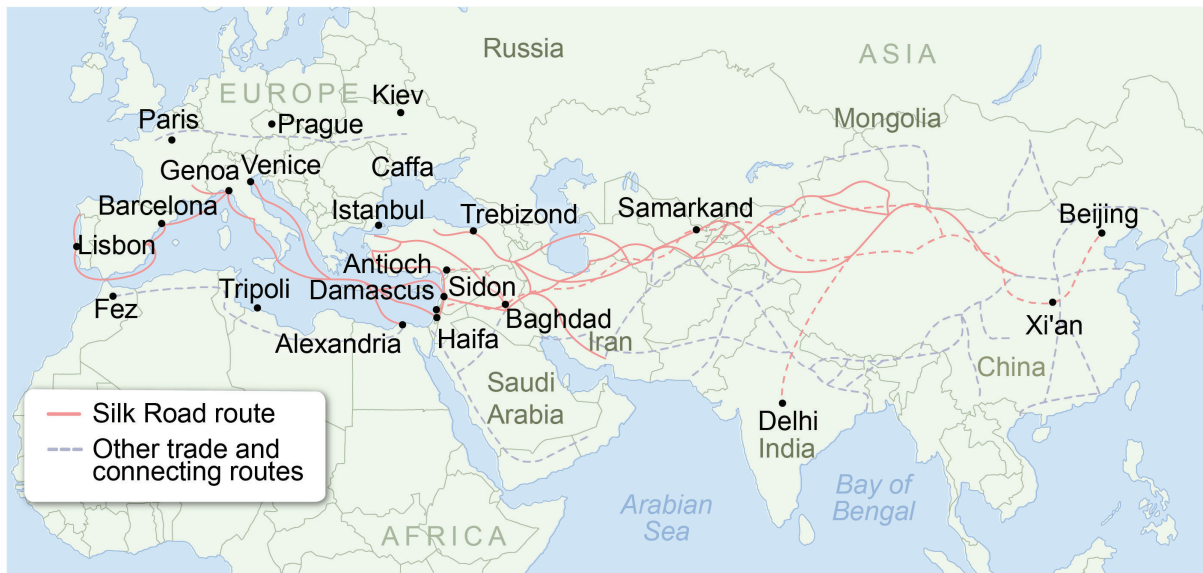 Russia
ASIA
EUROPE
Kiev
Paris
Prague
Mongolia
Genoa
Venice
Caffa
Barcelona
Istanbul
Trebizond
Samarkand
Beijing
Lisbon
Antioch
Fez
Tripoli
Damascus
Sidon
Baghdad
Xi'an
Alexandria
Haifa
Iran
China
Saudi
Arabia
Silk Road route
Delhi
India
Other trade and
connecting routes
Arabian
Sea
Bay of
Bengal
AFRICA